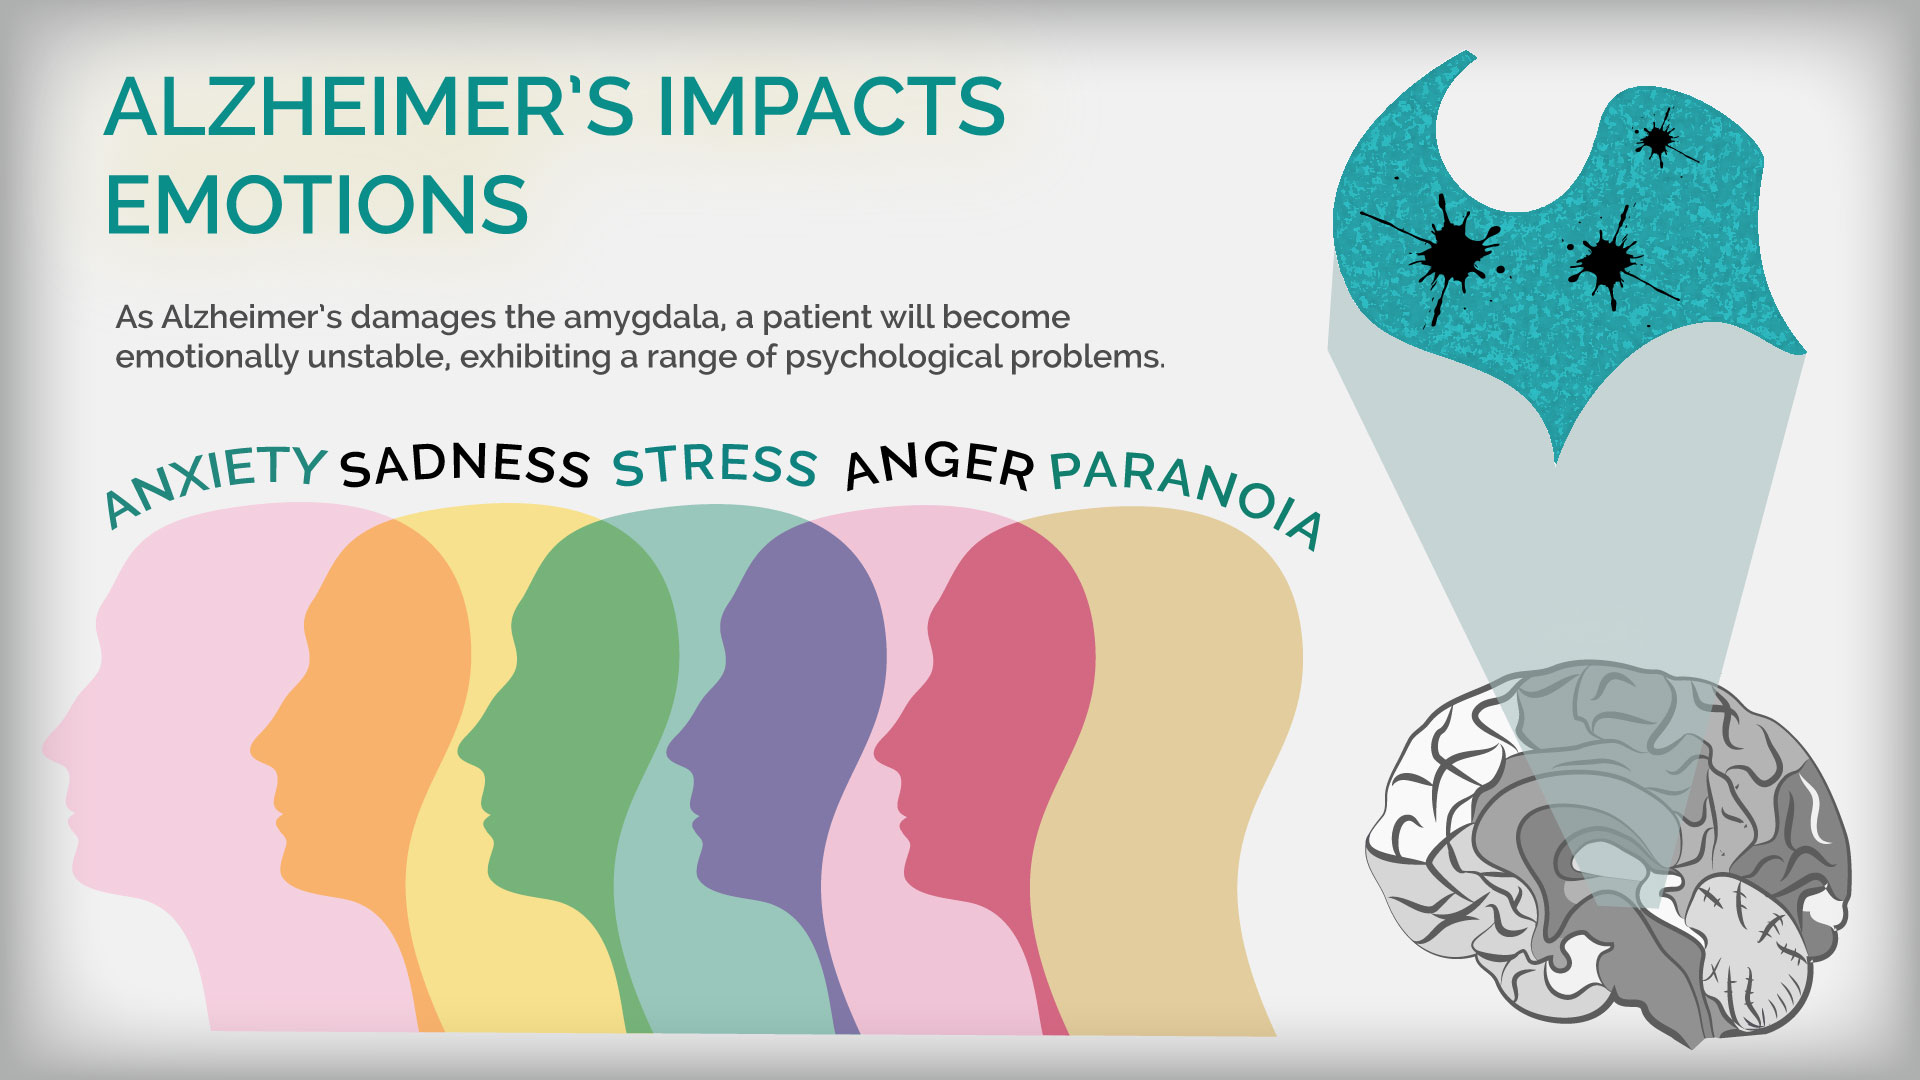 ALZHEIMER'S IMPACTS
EMOTIONS
As Alzheimer's damages the amygdala, a patient will become
emotionally unstable, exhibiting a range of psychological problems.
ANXIETY SADNESS STRESS ANGER PARANOIA